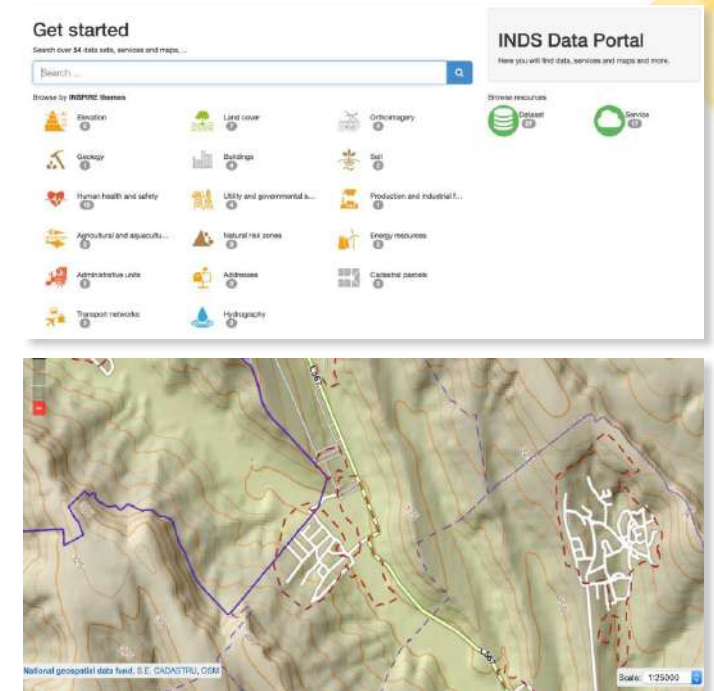 Get started
Search over 54 data sets, services and maps, ...
Search ...
Browse by INSPIRE themes
Elevation
Land cover
Orthoimagery
Geology
Buildings
Soil
Human health and safety
Utility and governmental s...
Production and industrial f...
Agricultural and aquacultu...
Natural risk zones
Energy resources
Administrative units
Addresses
Cadastral parcels
Transport networks
Hydrography
INDS Data Portal
Here you will find data, services and maps and more.
Browse resources
Dataset
Service
L567
L567
National geospatial data fund, S.E. CADASTRU, OSM
Scale: 1:25000